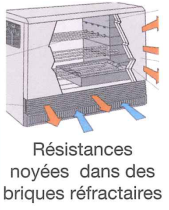 Résistances
noyées dans des
briques réfractaires